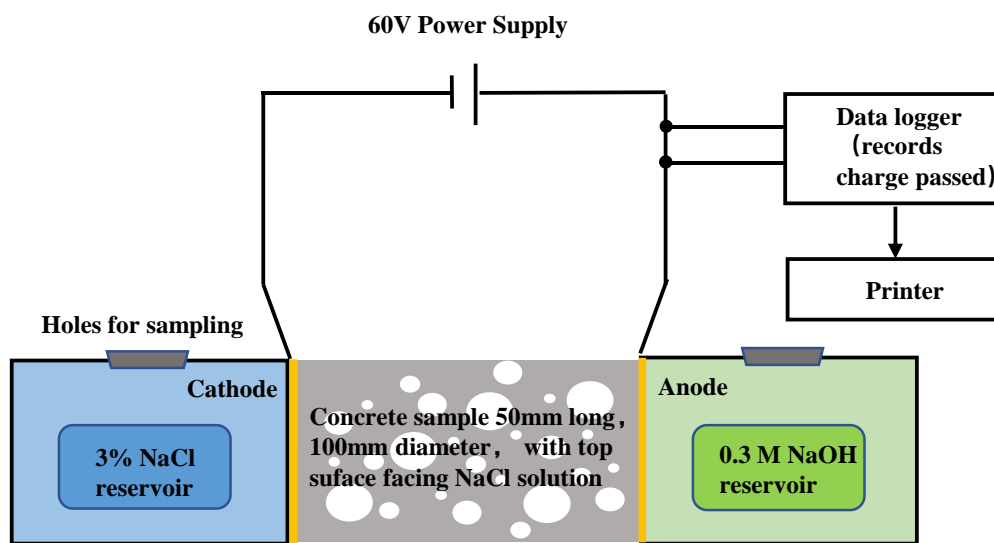 60V Power Supply
Data logger
（records
charge passed）
Printer
Holes for sampling
Cathode
Anode
Concrete sample 50mm long，
100mm diameter， with top
suface facing NaCl solution
3% NaCl
reservoir
0.3 M NaOH
reservoir